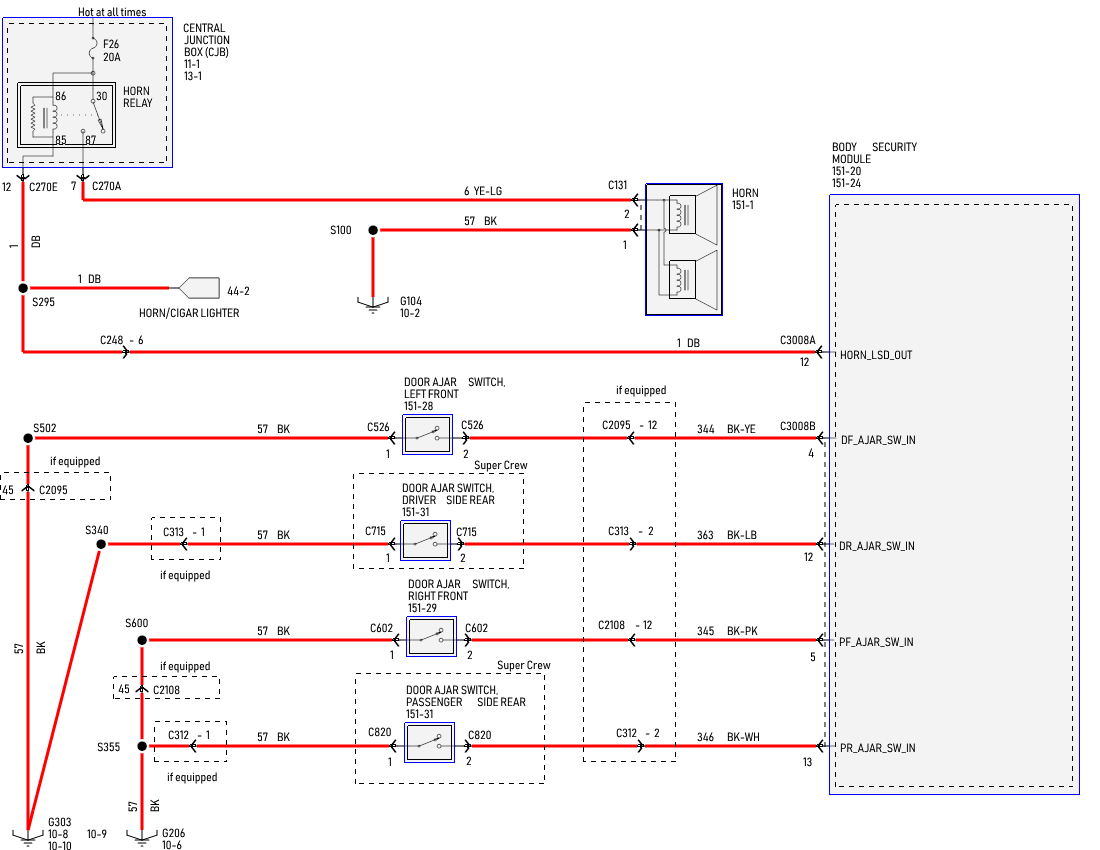 Hot at all times
F26
20A
CENTRAL
JUNCTION
BOX (CJB)
11-1
13-1
86
30
HORN
RELAY
85
87
12
C270E
7
C270A
6 YE-LG
C131
2
HORN
151-1
S100
57 BK
1
G104
10-2
1
DB
1 DB
S295
44-2
HORN/CIGAR LIGHTER
C248 - 6
1 DB
C3008A
12
BODY SECURITY
MODULE
151-20
151-24
HORN_LSD_OUT
DOOR AJAR SWITCH,
LEFT FRONT
151-28
if equipped
S502
57 BK
C526
1
C526
2
C2095 - 12
344 BK-YE
C3008B
4
DF_AJAR_SW_IN
if equipped
45
C2095
Super Crew
DOOR AJAR SWITCH,
DRIVER SIDE REAR
151-31
S340
C313 - 1
57 BK
C715
1
C715
2
C313 - 2
363 BK-LB
12
DR_AJAR_SW_IN
if equipped
DOOR AJAR SWITCH,
RIGHT FRONT
151-29
S600
57 BK
C602
1
C602
2
C2108 - 12
345 BK-PK
5
PF_AJAR_SW_IN
57
BK
if equipped
45
C2108
Super Crew
DOOR AJAR SWITCH,
PASSENGER SIDE REAR
151-31
S355
C312 - 1
57 BK
C820
1
C820
2
C312 - 2
346 BK-WH
13
PR_AJAR_SW_IN
if equipped
57
BK
G303
10-8 10-9
10-10
G206
10-6